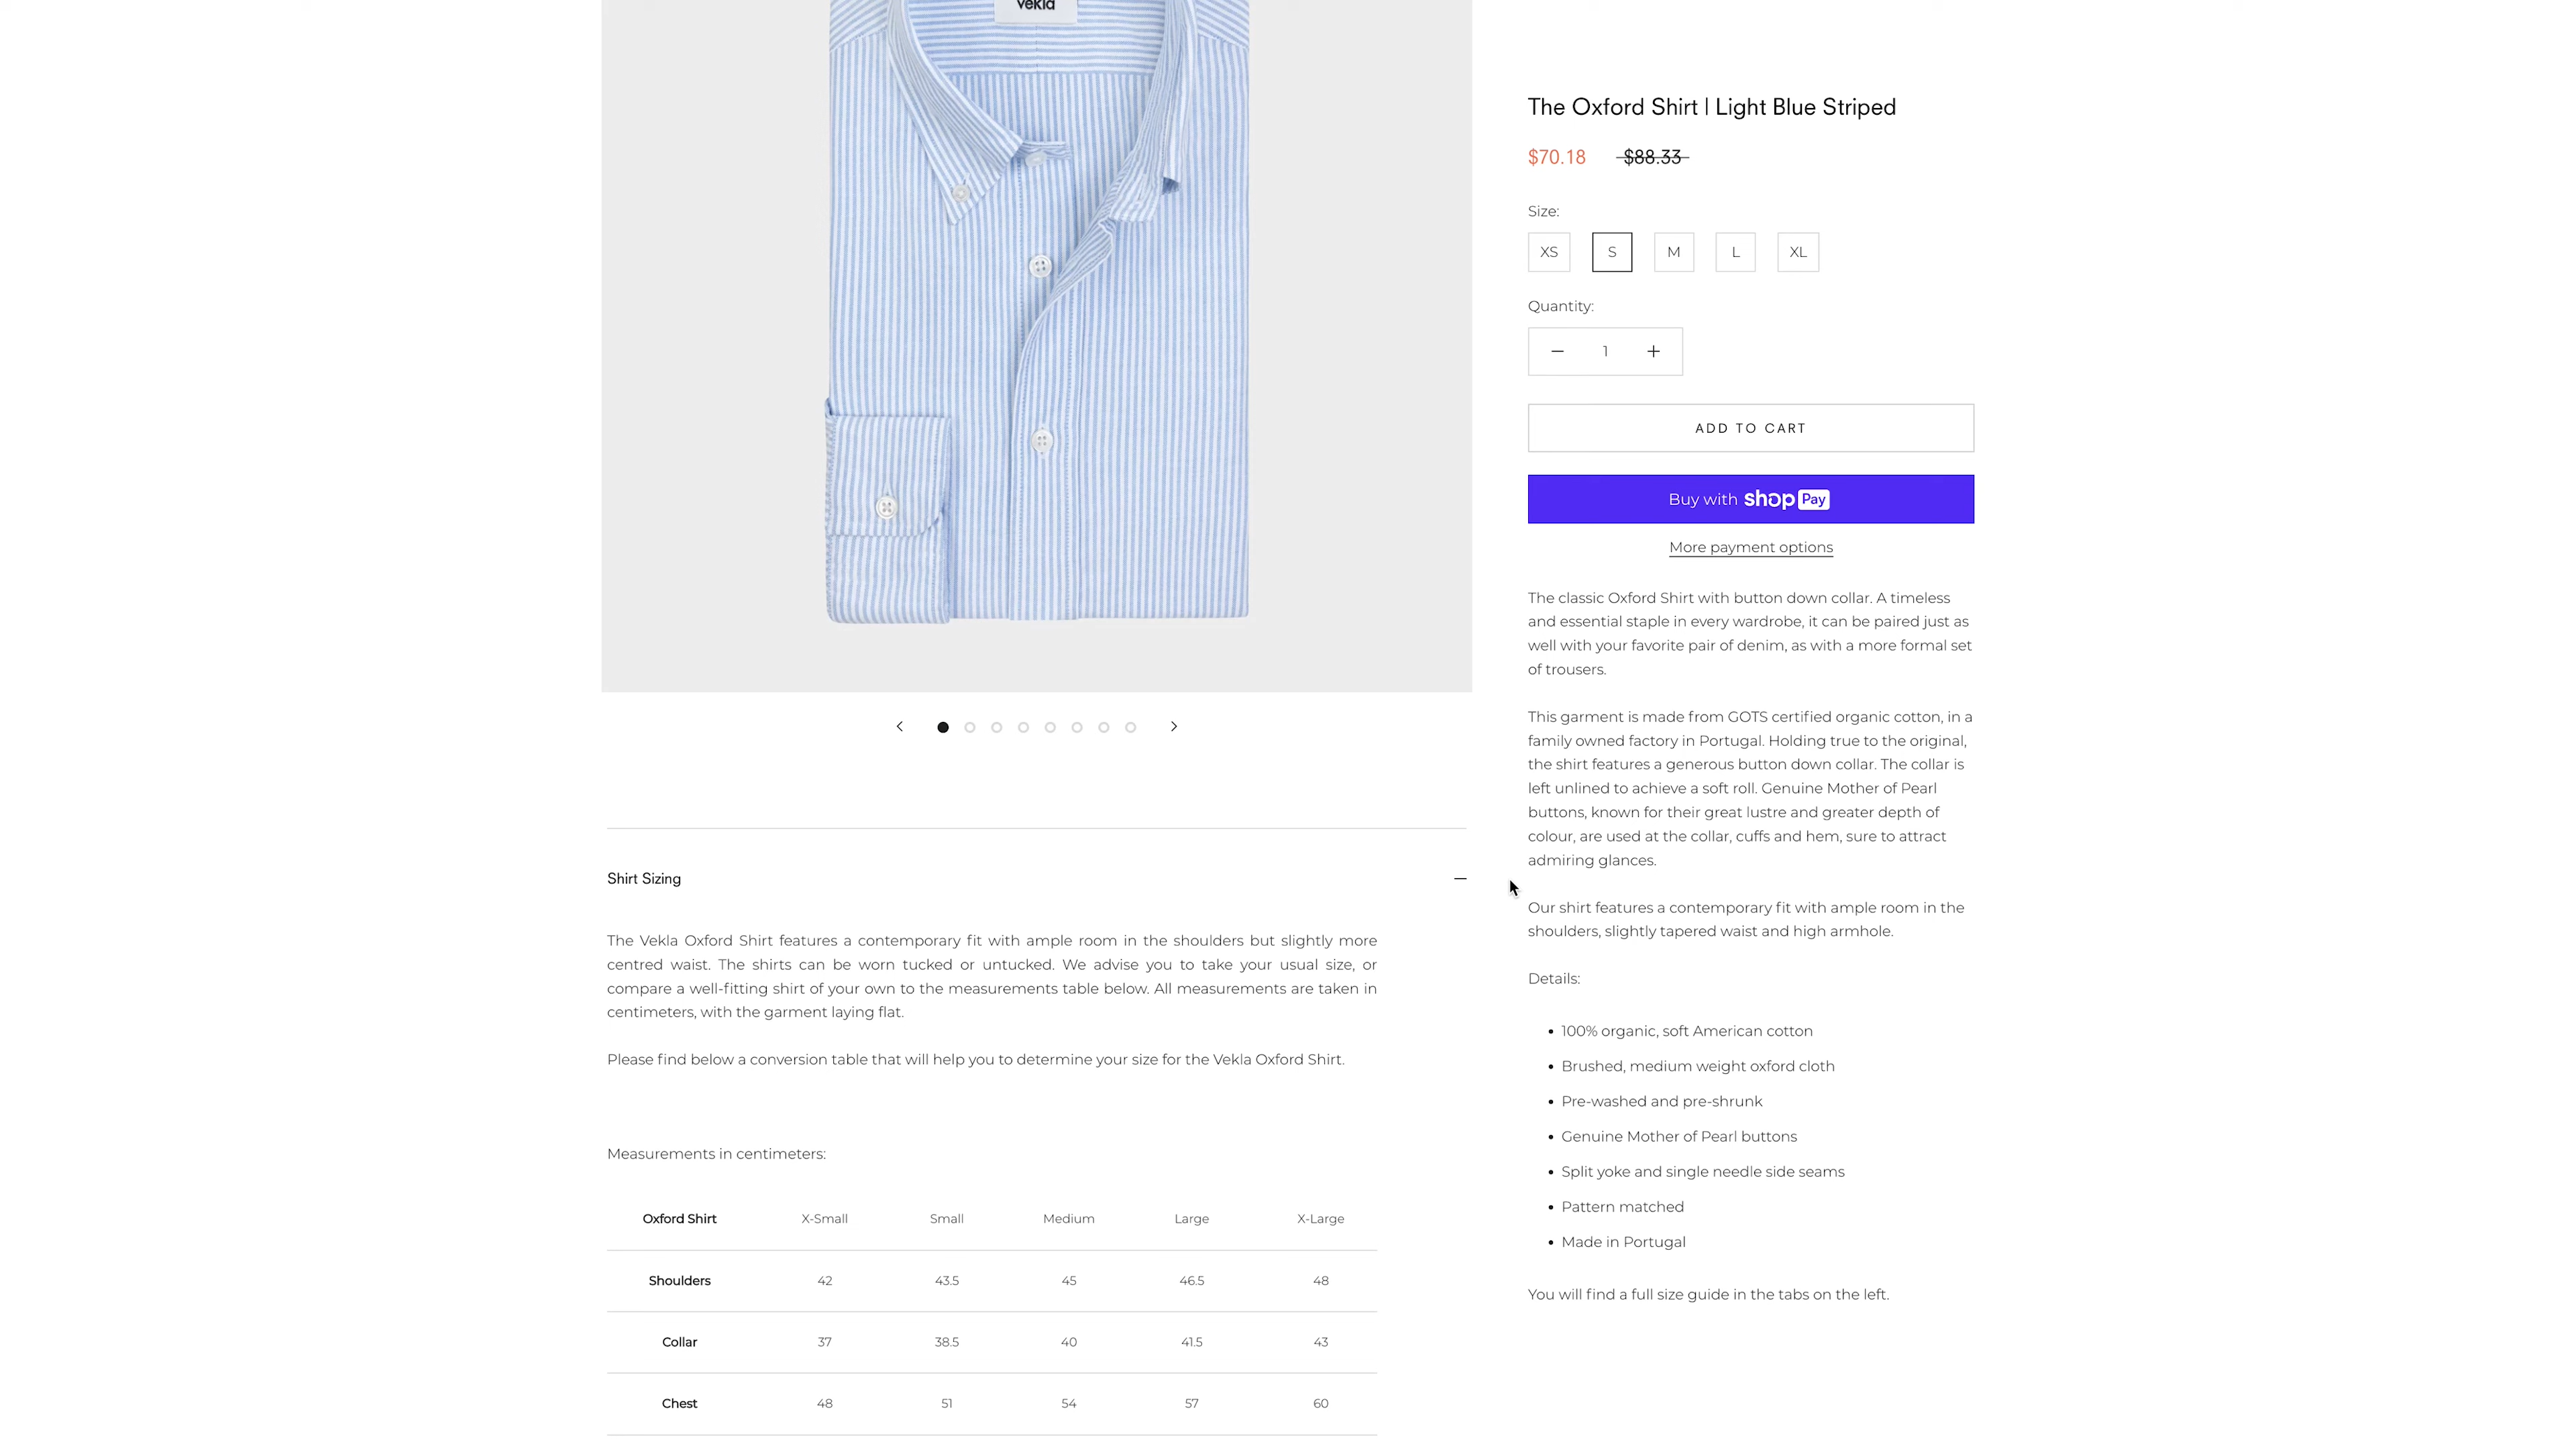 vekla
The Oxford Shirt | Light Blue Striped
$70.18 $88.33
Size:
XS S M L XL
Quantity:
1
ADD TO CART
Buy with shop Pay
More payment options
The classic Oxford Shirt with button down collar. A timeless
and essential staple in every wardrobe, it can be paired just as
well with your favorite pair of denim, as with a more formal set
of trousers.
This garment is made from GOTS certified organic cotton, in a
family owned factory in Portugal. Holding true to the original,
the shirt features a generous button down collar. The collar is
left unlined to achieve a soft roll. Genuine Mother of Pearl
buttons, known for their great lustre and greater depth of
colour, are used at the collar, cuffs and hem, sure to attract
admiring glances.
Our shirt features a contemporary fit with ample room in the
shoulders, slightly tapered waist and high armhole.
Details:
• 100% organic, soft American cotton
• Brushed, medium weight oxford cloth
• Pre-washed and pre-shrunk
• Genuine Mother of Pearl buttons
• Split yoke and single needle side seams
• Pattern matched
• Made in Portugal
You will find a full size guide in the tabs on the left.
Shirt Sizing
The Vekla Oxford Shirt features a contemporary fit with ample room in the shoulders but slightly more
centred waist. The shirts can be worn tucked or untucked. We advise you to take your usual size, or
compare a well-fitting shirt of your own to the measurements table below. All measurements are taken in
centimeters, with the garment laying flat.
Please find below a conversion table that will help you to determine your size for the Vekla Oxford Shirt.
Measurements in centimeters:
Oxford Shirt X-Small Small Medium Large X-Large
Shoulders 42 43.5 45 46.5 48
Collar 37 38.5 40 41.5 43
Chest 48 51 54 57 60